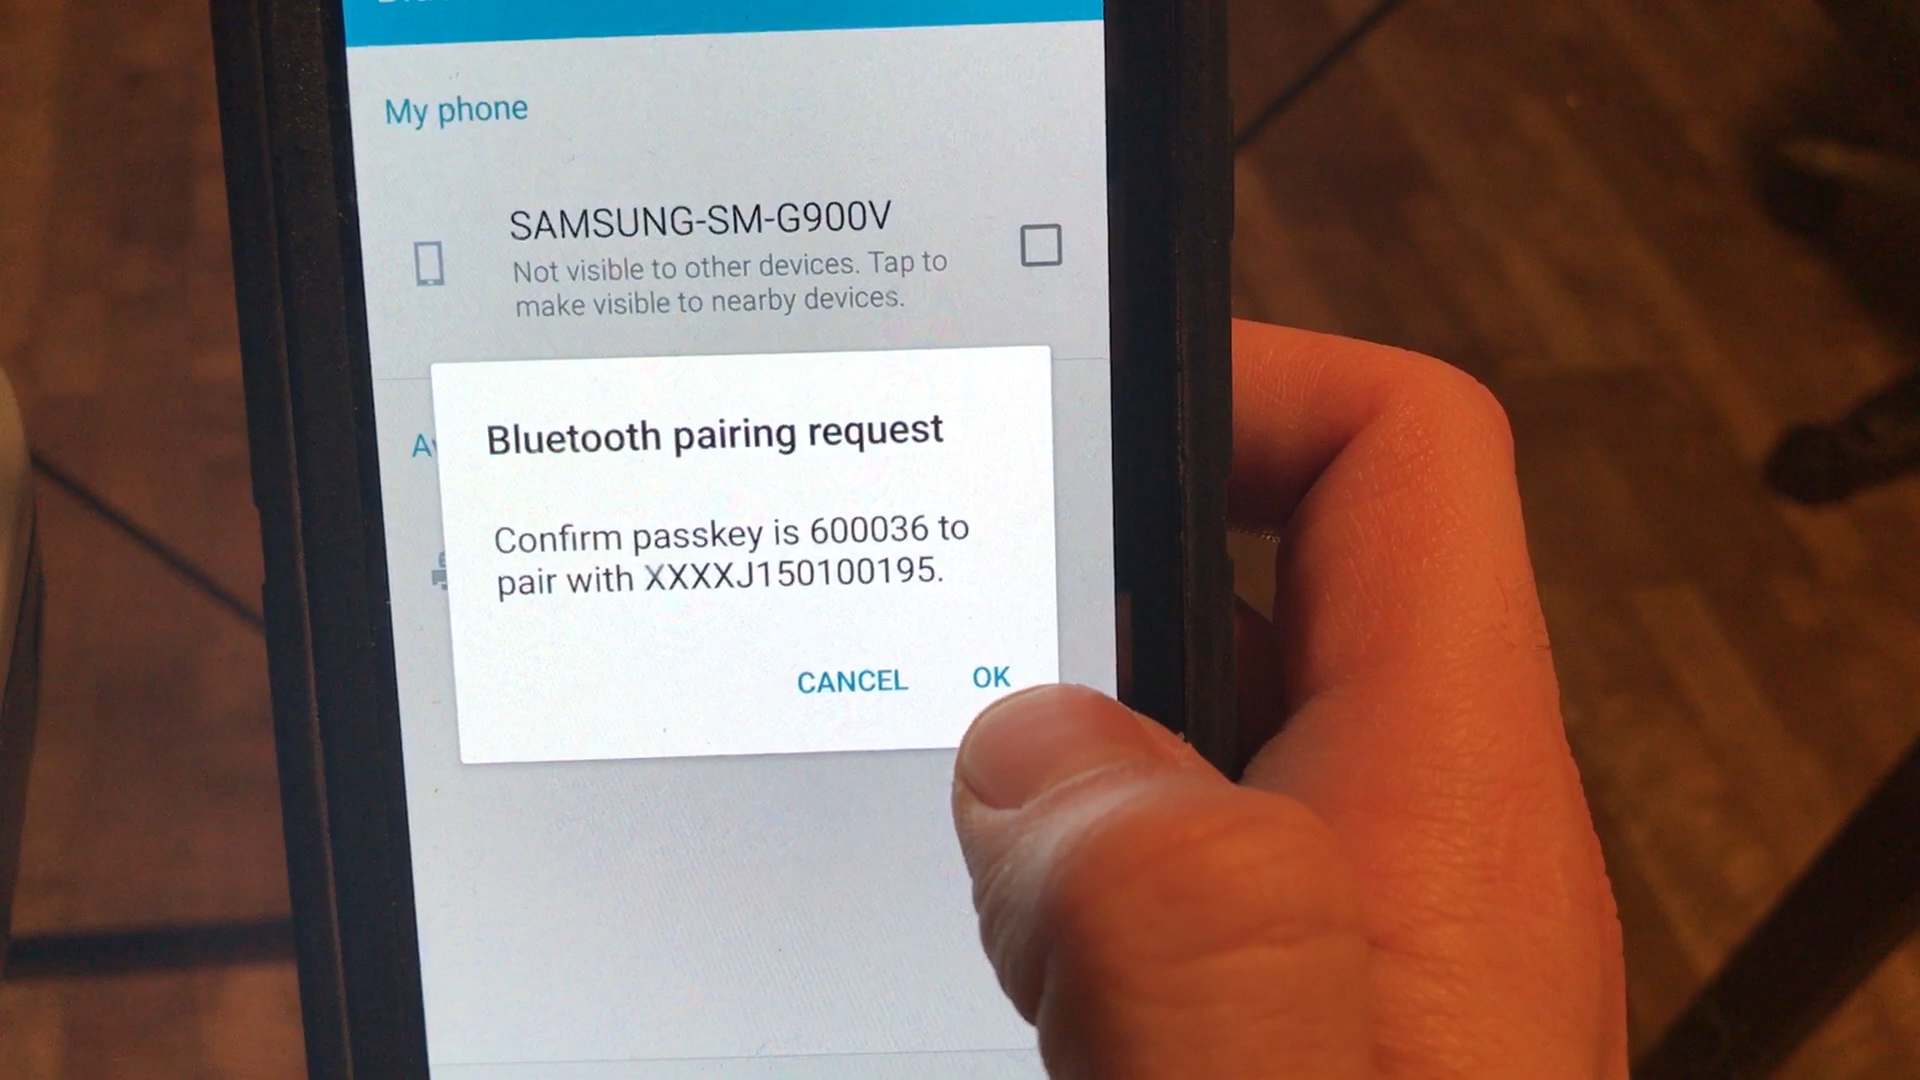 My phone
SAMSUNG-SM-G900V
Not visible to other devices. Tap to
make visible to nearby devices.
Bluetooth pairing request
Confirm passkey is 600036 to
pair with XXXXJ150100195.
CANCEL OK